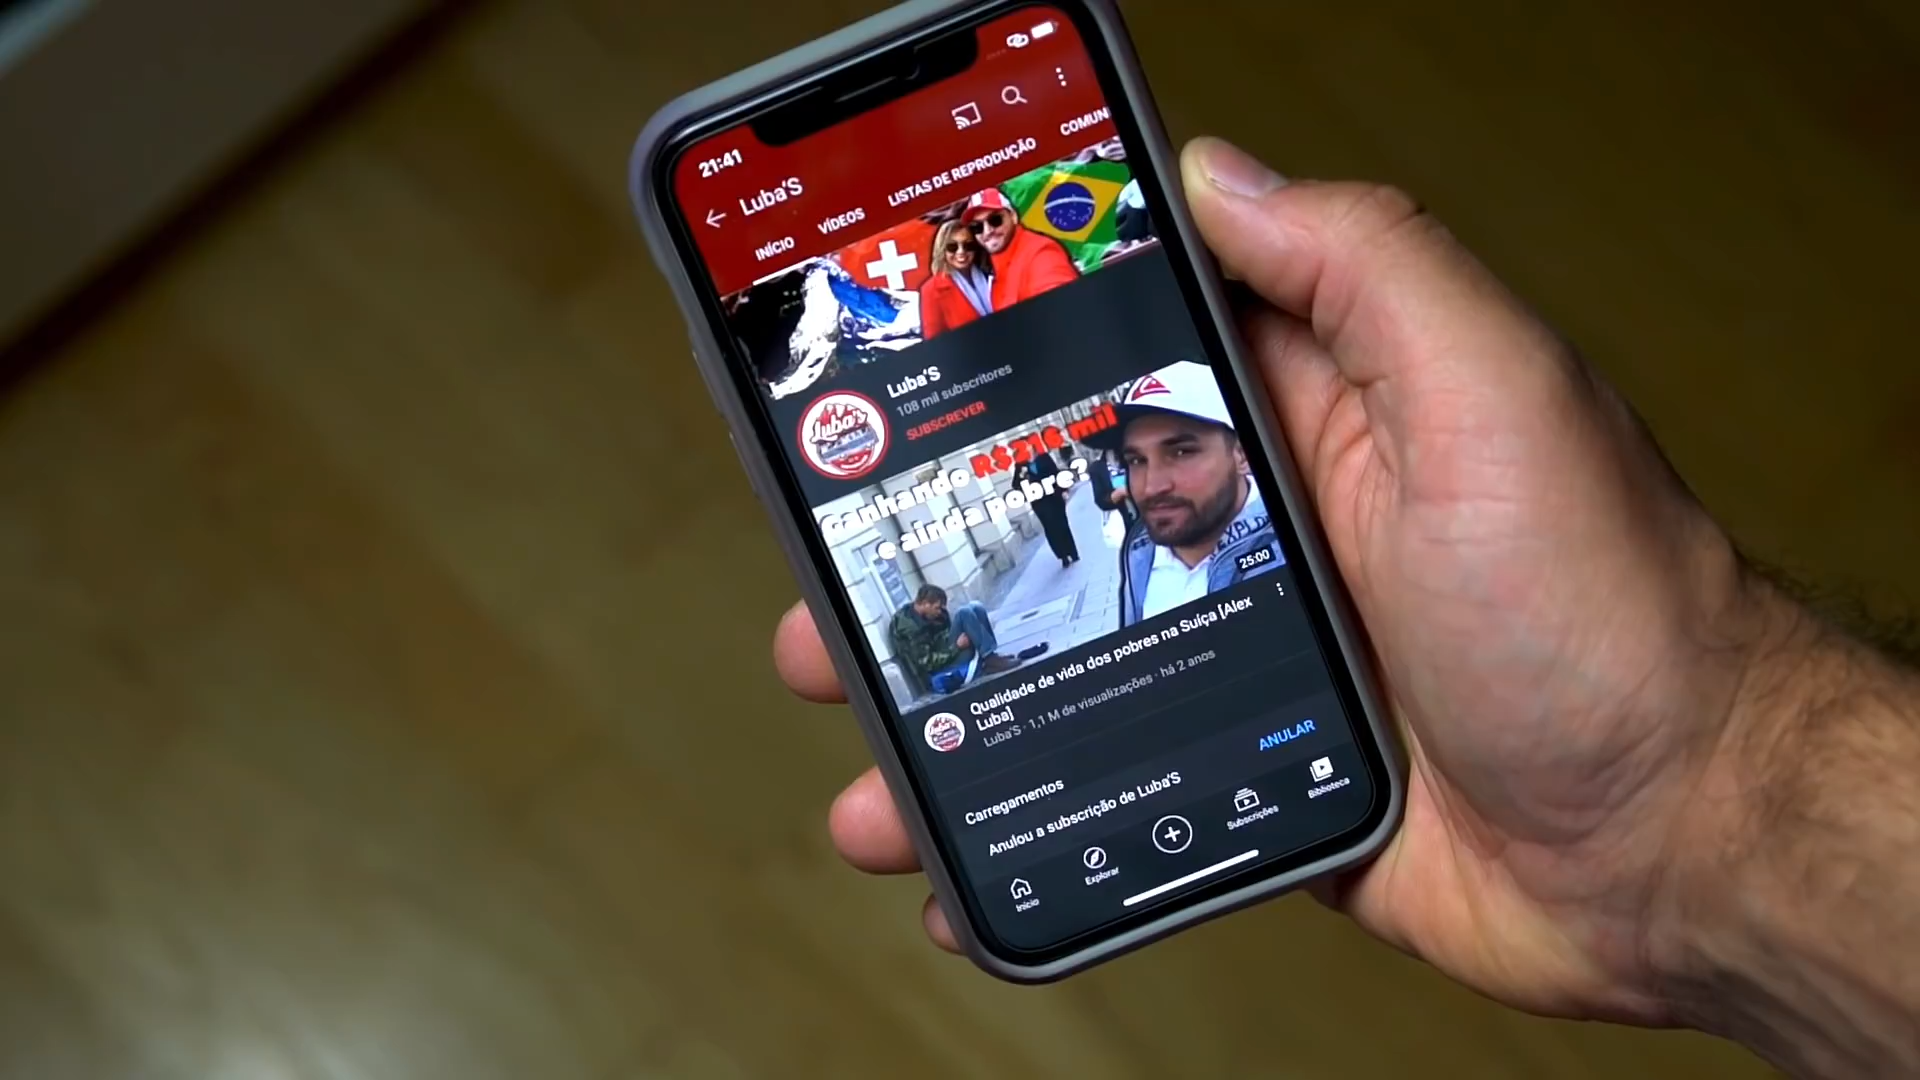 21:41
Luba'S
INÍCIO
VÍDEOS
LISTAS DE REPRODUÇÃO
COMUN
Luba'S
108 mil subscritores
SUBSCREVER
Luba's
Ganhando R$216 mil
e ainda pobre?
EXPLO
25:00
Qualidade de vida dos pobres na Suíça [Alex
Luba]
Luba'S · 1,1 M de visualizações · há 2 anos
Carregamentos
Anulou a subscrição de Luba'S
ANULAR
Início
Explorar
Subscrições
Biblioteca